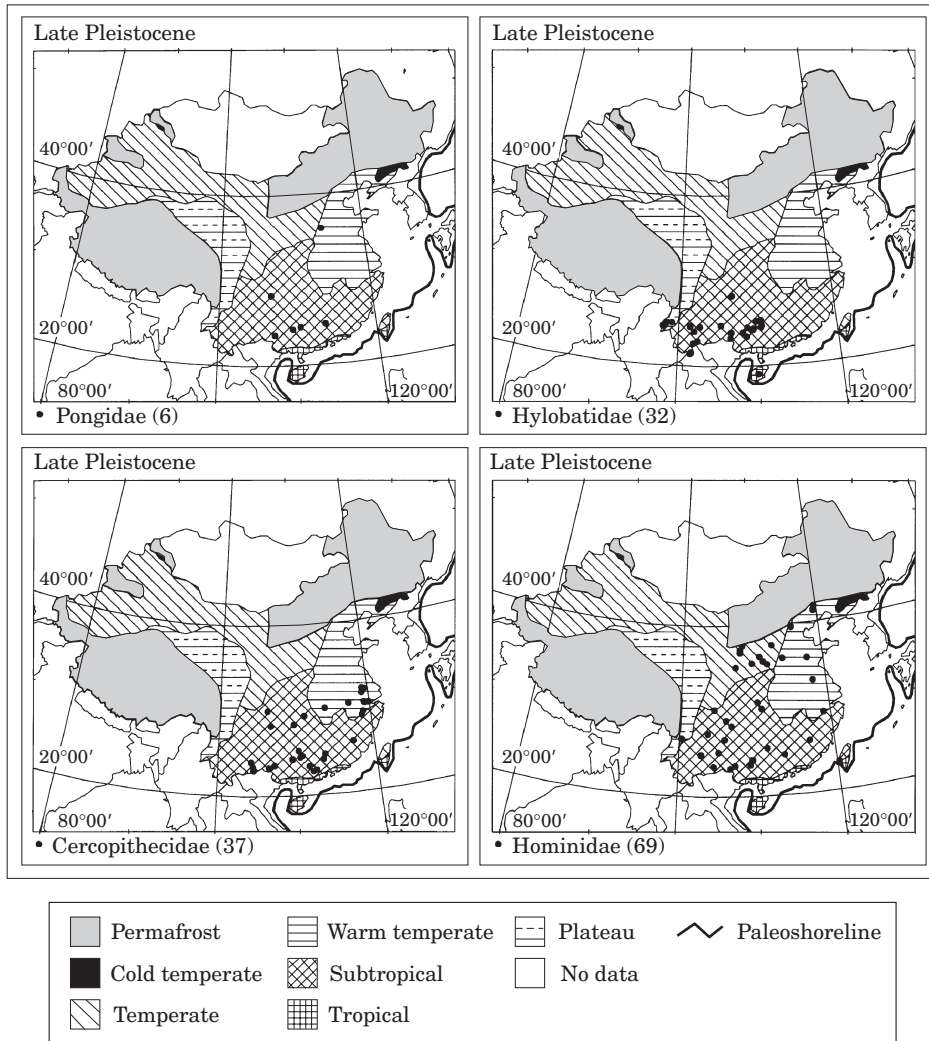 Late Pleistocene
40°00′
20°00′
80°00′
120°00′
• Pongidae (6)
Late Pleistocene
40°00′
20°00′
80°00′
120°00′
• Hylobatidae (32)
Late Pleistocene
40°00′
20°00′
80°00′
120°00′
• Cercopithecidae (37)
Late Pleistocene
40°00′
20°00′
80°00′
120°00′
• Hominidae (69)
Permafrost
Warm temperate
Plateau
Paleoshoreline
Cold temperate
Subtropical
No data
Temperate
Tropical